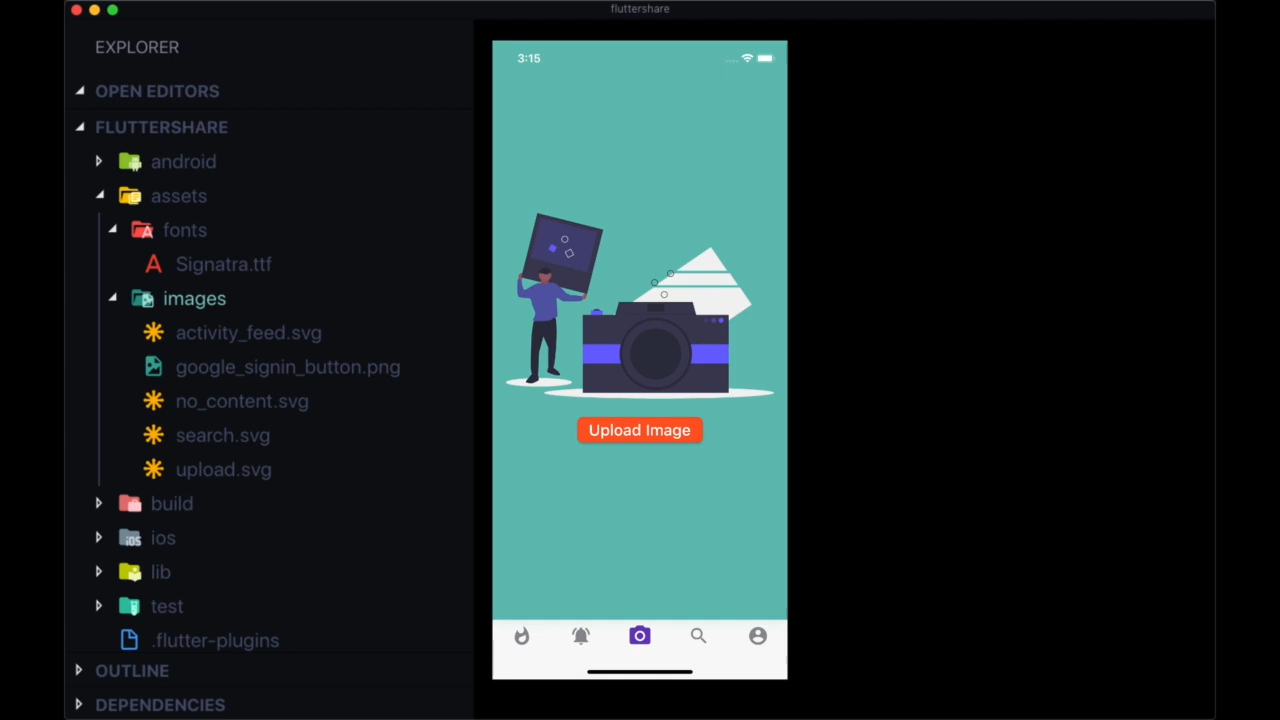 fluttershare
EXPLORER
OPEN EDITORS
FLUTTERSHARE
android
assets
fonts
Signatra.ttf
images
activity_feed.svg
google_signin_button.png
no_content.svg
search.svg
upload.svg
build
ios
lib
test
.flutter-plugins
OUTLINE
DEPENDENCIES
3:15
Upload Image